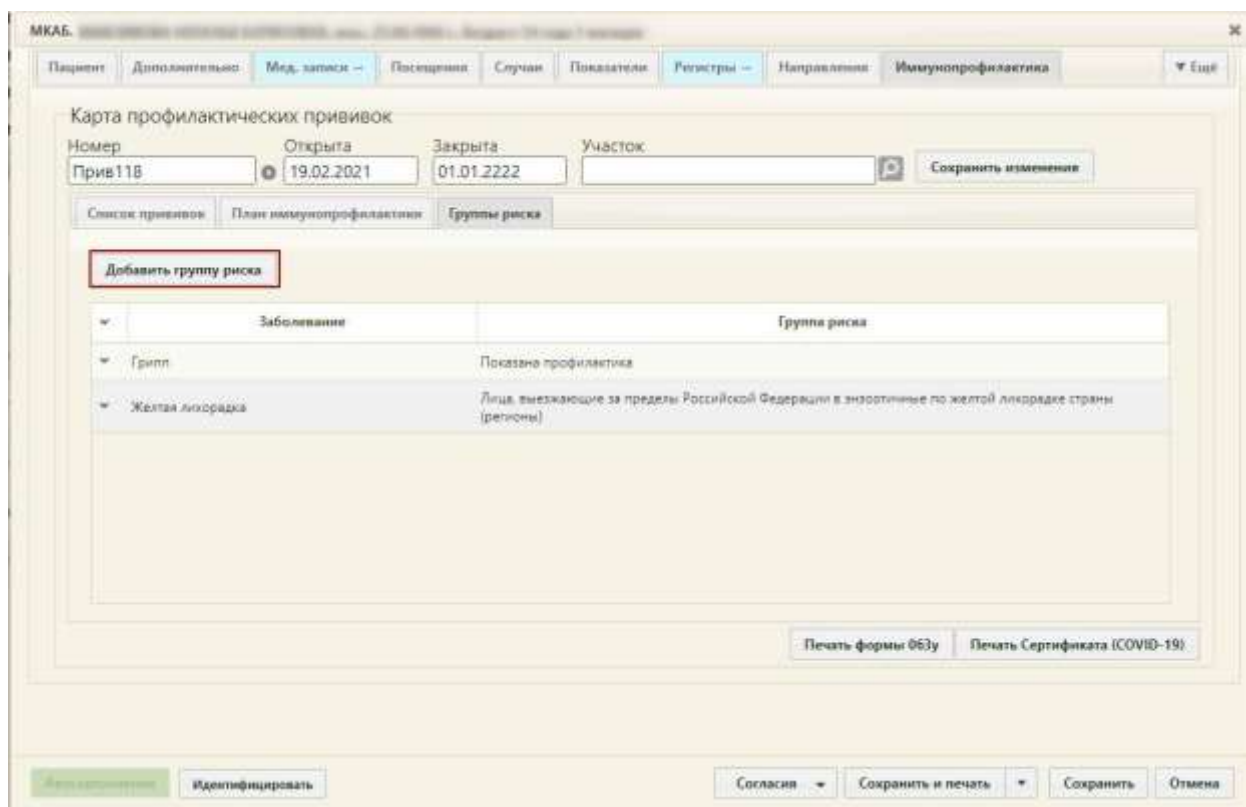 МКАБ.
Пациент Дополнительно Мед. записи — Посещения Случаи Показатели Регистры — Направления Иммунопрофилактика ▼ Ещё
Карта профилактических прививок
Номер Открыта Закрыта Участок
Прив118 19.02.2021 01.01.2222 Сохранить изменения
Список прививок План иммунопрофилактики Группы риска
Добавить группу риска
Заболевание Группа риска
Грипп Показана профилактика
Желтая лихорадка Лица, выезжающие за пределы Российской Федерации в энзоотичные по желтой лихорадке страны
(регионы)
Печать формы 063у Печать Сертификата (COVID-19)
Идентифицировать Согласия Сохранить и печать Сохранить Отмена